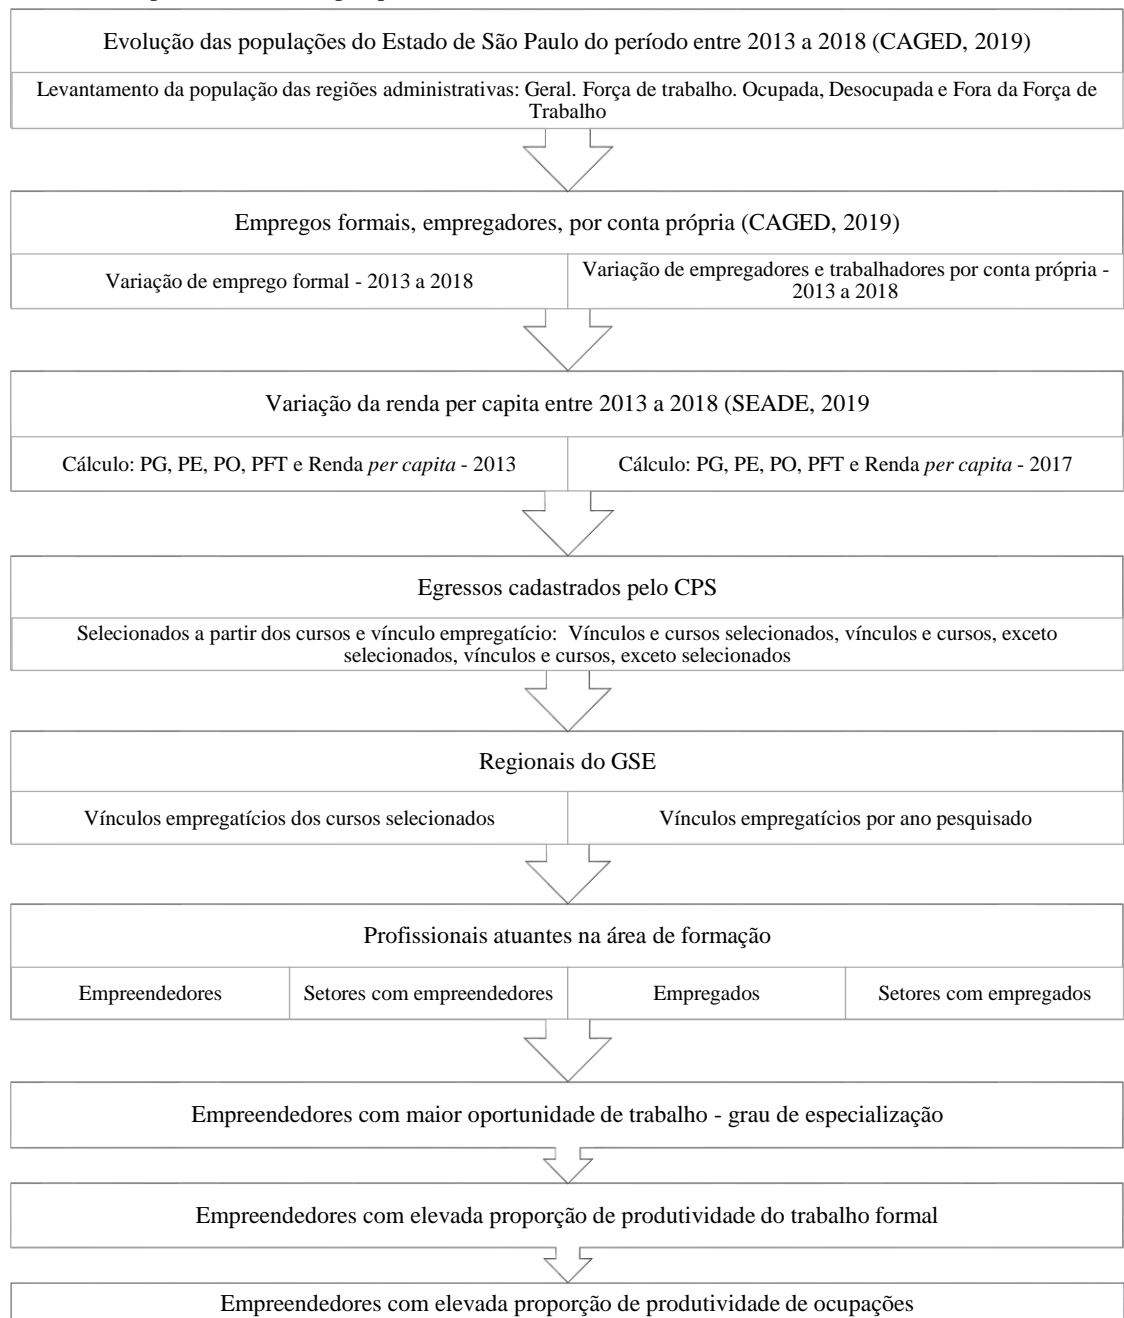 Evolução das populações do Estado de São Paulo do período entre 2013 a 2018 (CAGED, 2019)
Levantamento da população das regiões administrativas: Geral. Força de trabalho. Ocupada, Desocupada e Fora da Força de
Trabalho
Empregos formais, empregadores, por conta própria (CAGED, 2019)
Variação de emprego formal - 2013 a 2018
Variação de empregadores e trabalhadores por conta própria -
2013 a 2018
Variação da renda per capita entre 2013 a 2018 (SEADE, 2019
Cálculo: PG, PE, PO, PFT e Renda per capita - 2013
Cálculo: PG, PE, PO, PFT e Renda per capita - 2017
Egressos cadastrados pelo CPS
Selecionados a partir dos cursos e vínculo empregatício: Vínculos e cursos selecionados, vínculos e cursos, exceto
selecionados, vínculos e cursos, exceto selecionados
Regionais do GSE
Vínculos empregatícios dos cursos selecionados
Vínculos empregatícios por ano pesquisado
Profissionais atuantes na área de formação
Empreendedores
Setores com empreendedores
Empregados
Setores com empregados
Empreendedores com maior oportunidade de trabalho - grau de especialização
Empreendedores com elevada proporção de produtividade do trabalho formal
Empreendedores com elevada proporção de produtividade de ocupações